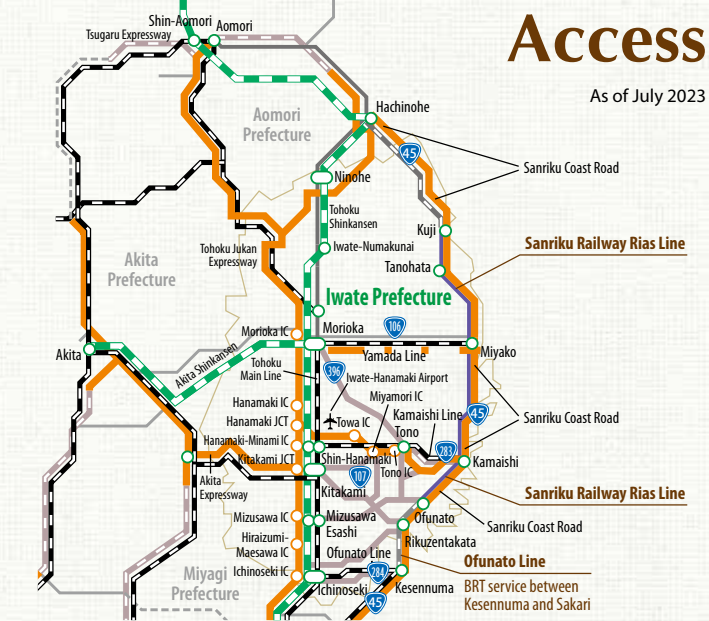 Access
As of July 2023
Shin-Aomori
Aomori
Tsugaru Expressway
Aomori
Prefecture
Hachinohe
45
Sanriku Coast Road
Ninohe
Tohoku
Shinkansen
Kuji
Sanriku Railway Rias Line
Tohoku Jukan
Expressway
Iwate-Numakunai
Tanohata
Akita
Prefecture
Iwate Prefecture
Morioka IC
Morioka
106
Akita
Akita Shinkansen
Yamada Line
Miyako
Tohoku
Main Line
396
Iwate-Hanamaki Airport
Miyamori IC
Hanamaki IC
Kamaishi Line
45
Sanriku Coast Road
Hanamaki JCT
Towa IC
Tono
Hanamaki-Minami IC
283
Kitakami JCT
Shin-Hanamaki
Tono IC
Kamaishi
107
Akita
Expressway
Kitakami
Sanriku Railway Rias Line
Mizusawa IC
Mizusawa
Esashi
Ofunato
Sanriku Coast Road
Hiraizumi-
Maesawa IC
Rikuzentakata
Ofunato Line
Ofunato Line
Miyagi
Prefecture
Ichinoseki IC
284
BRT service between
Kesennuma and Sakari
Ichinoseki
Kesennuma
45